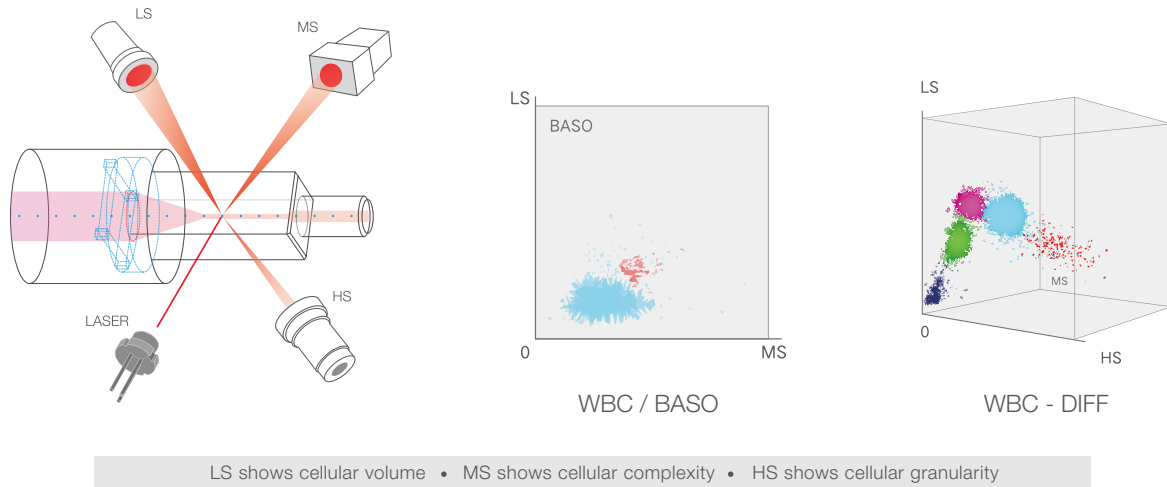 LS
MS
LASER
HS
LS
BASO
0
MS
WBC / BASO
LS
MS
0
HS
WBC - DIFF
LS shows cellular volume • MS shows cellular complexity • HS shows cellular granularity